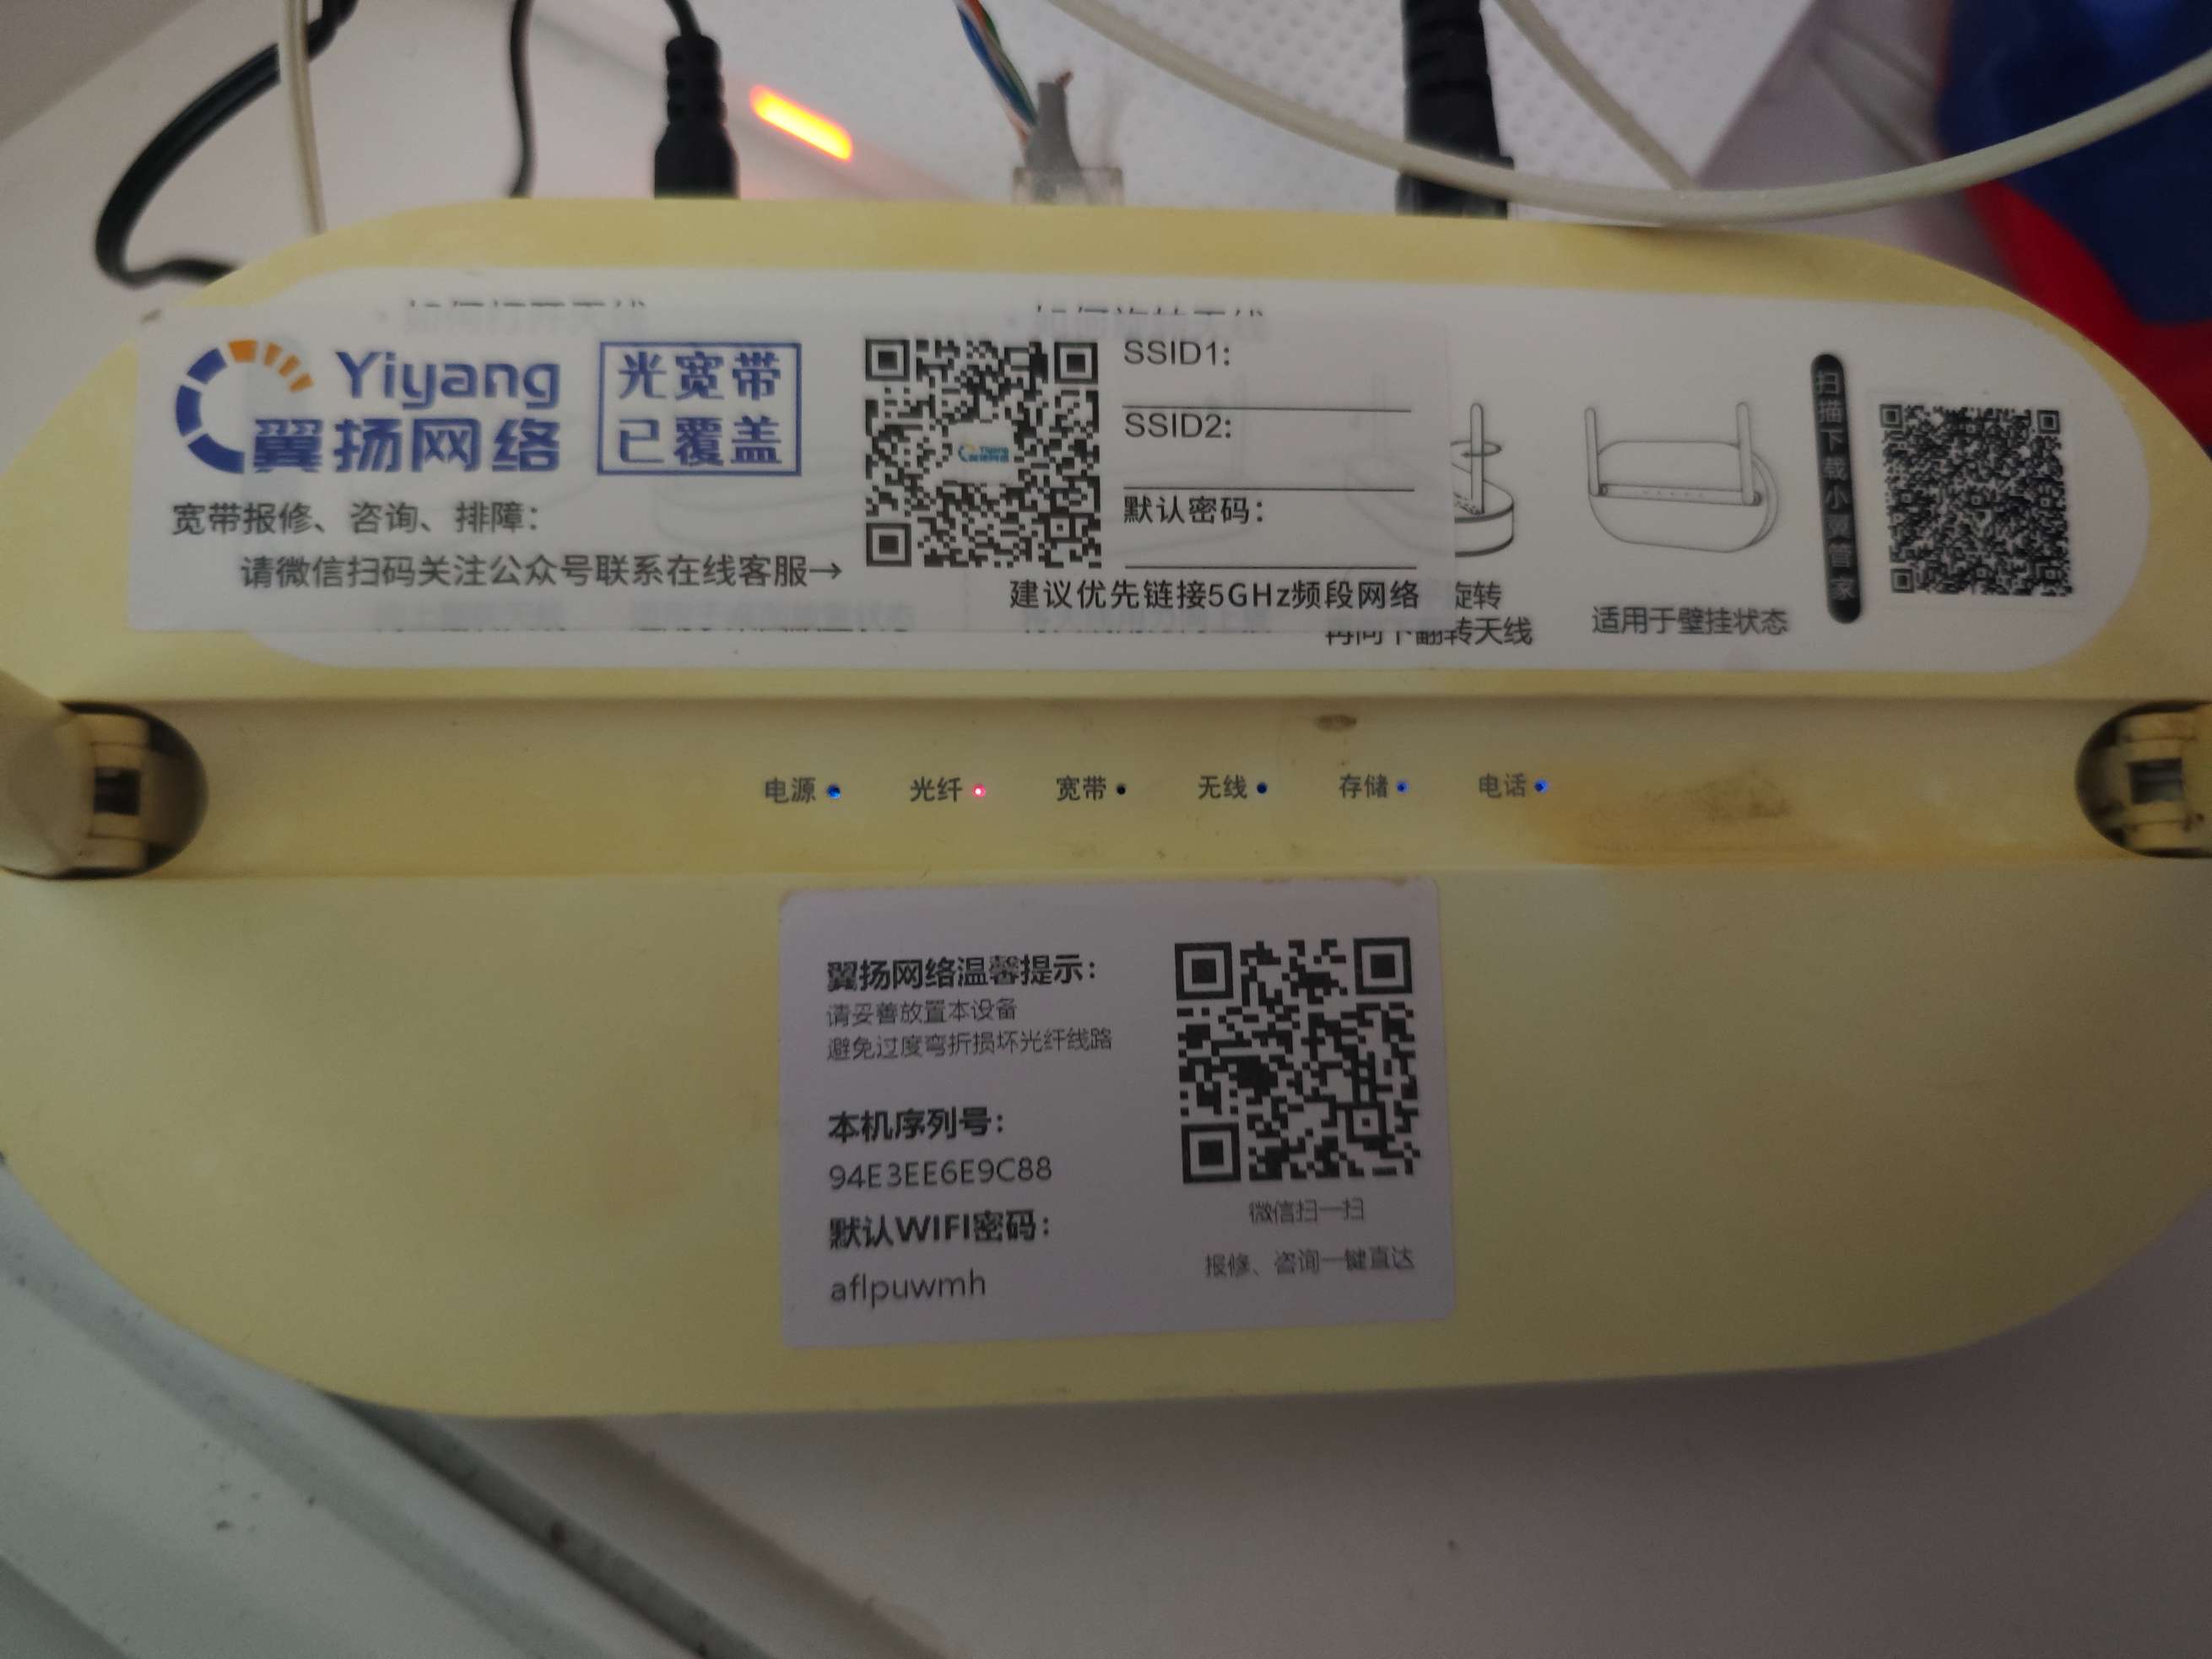 Yiyang
翼扬网络
光宽带
已覆盖
宽带报修、咨询、排障：
请微信扫码关注公众号联系在线客服→
SSID1:
SSID2:
默认密码：
建议优先链接5GHz频段网络
旋转
再向下翻转天线
适用于壁挂状态
扫描下载小翼管家
电源 光纤 宽带 无线 存储 电话
翼扬网络温馨提示：
请妥善放置本设备
避免过度弯折损坏光纤线路
本机序列号：
94E3EE6E9C88
默认WIFI密码：
aflpuwmh
微信扫一扫
报修、咨询一键直达